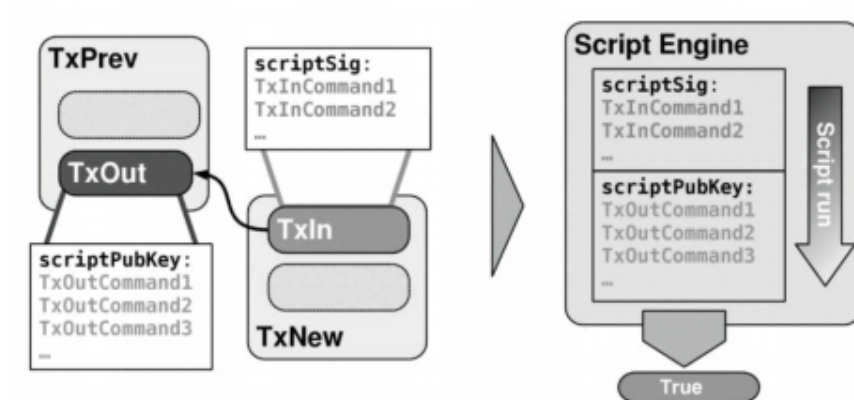 TxPrev
TxOut
scriptPubKey:
TxOutCommand1
TxOutCommand2
TxOutCommand3
…
scriptSig:
TxInCommand1
TxInCommand2
…
TxIn
TxNew
Script Engine
scriptSig:
TxInCommand1
TxInCommand2
…
scriptPubKey:
TxOutCommand1
TxOutCommand2
TxOutCommand3
…
Script run
True